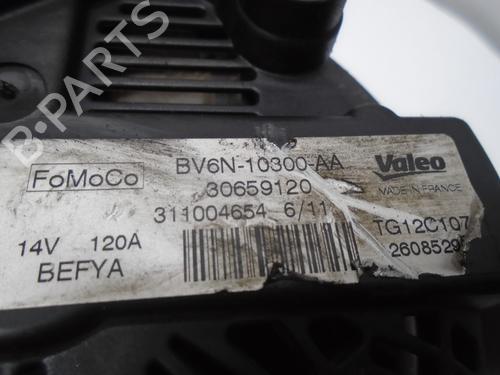 B-PARTS
FoMoCo
BV6N-10300-AA
30659120
311004654 6/11
Valeo
MADE IN FRANCE
14V 120A
BEFYA
TG12C107
2608529